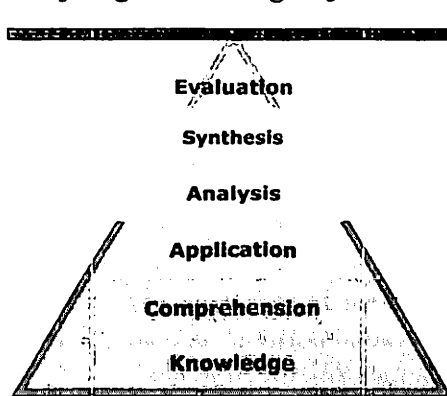 Evaluation
Synthesis
Analysis
Application
Comprehension
Knowledge